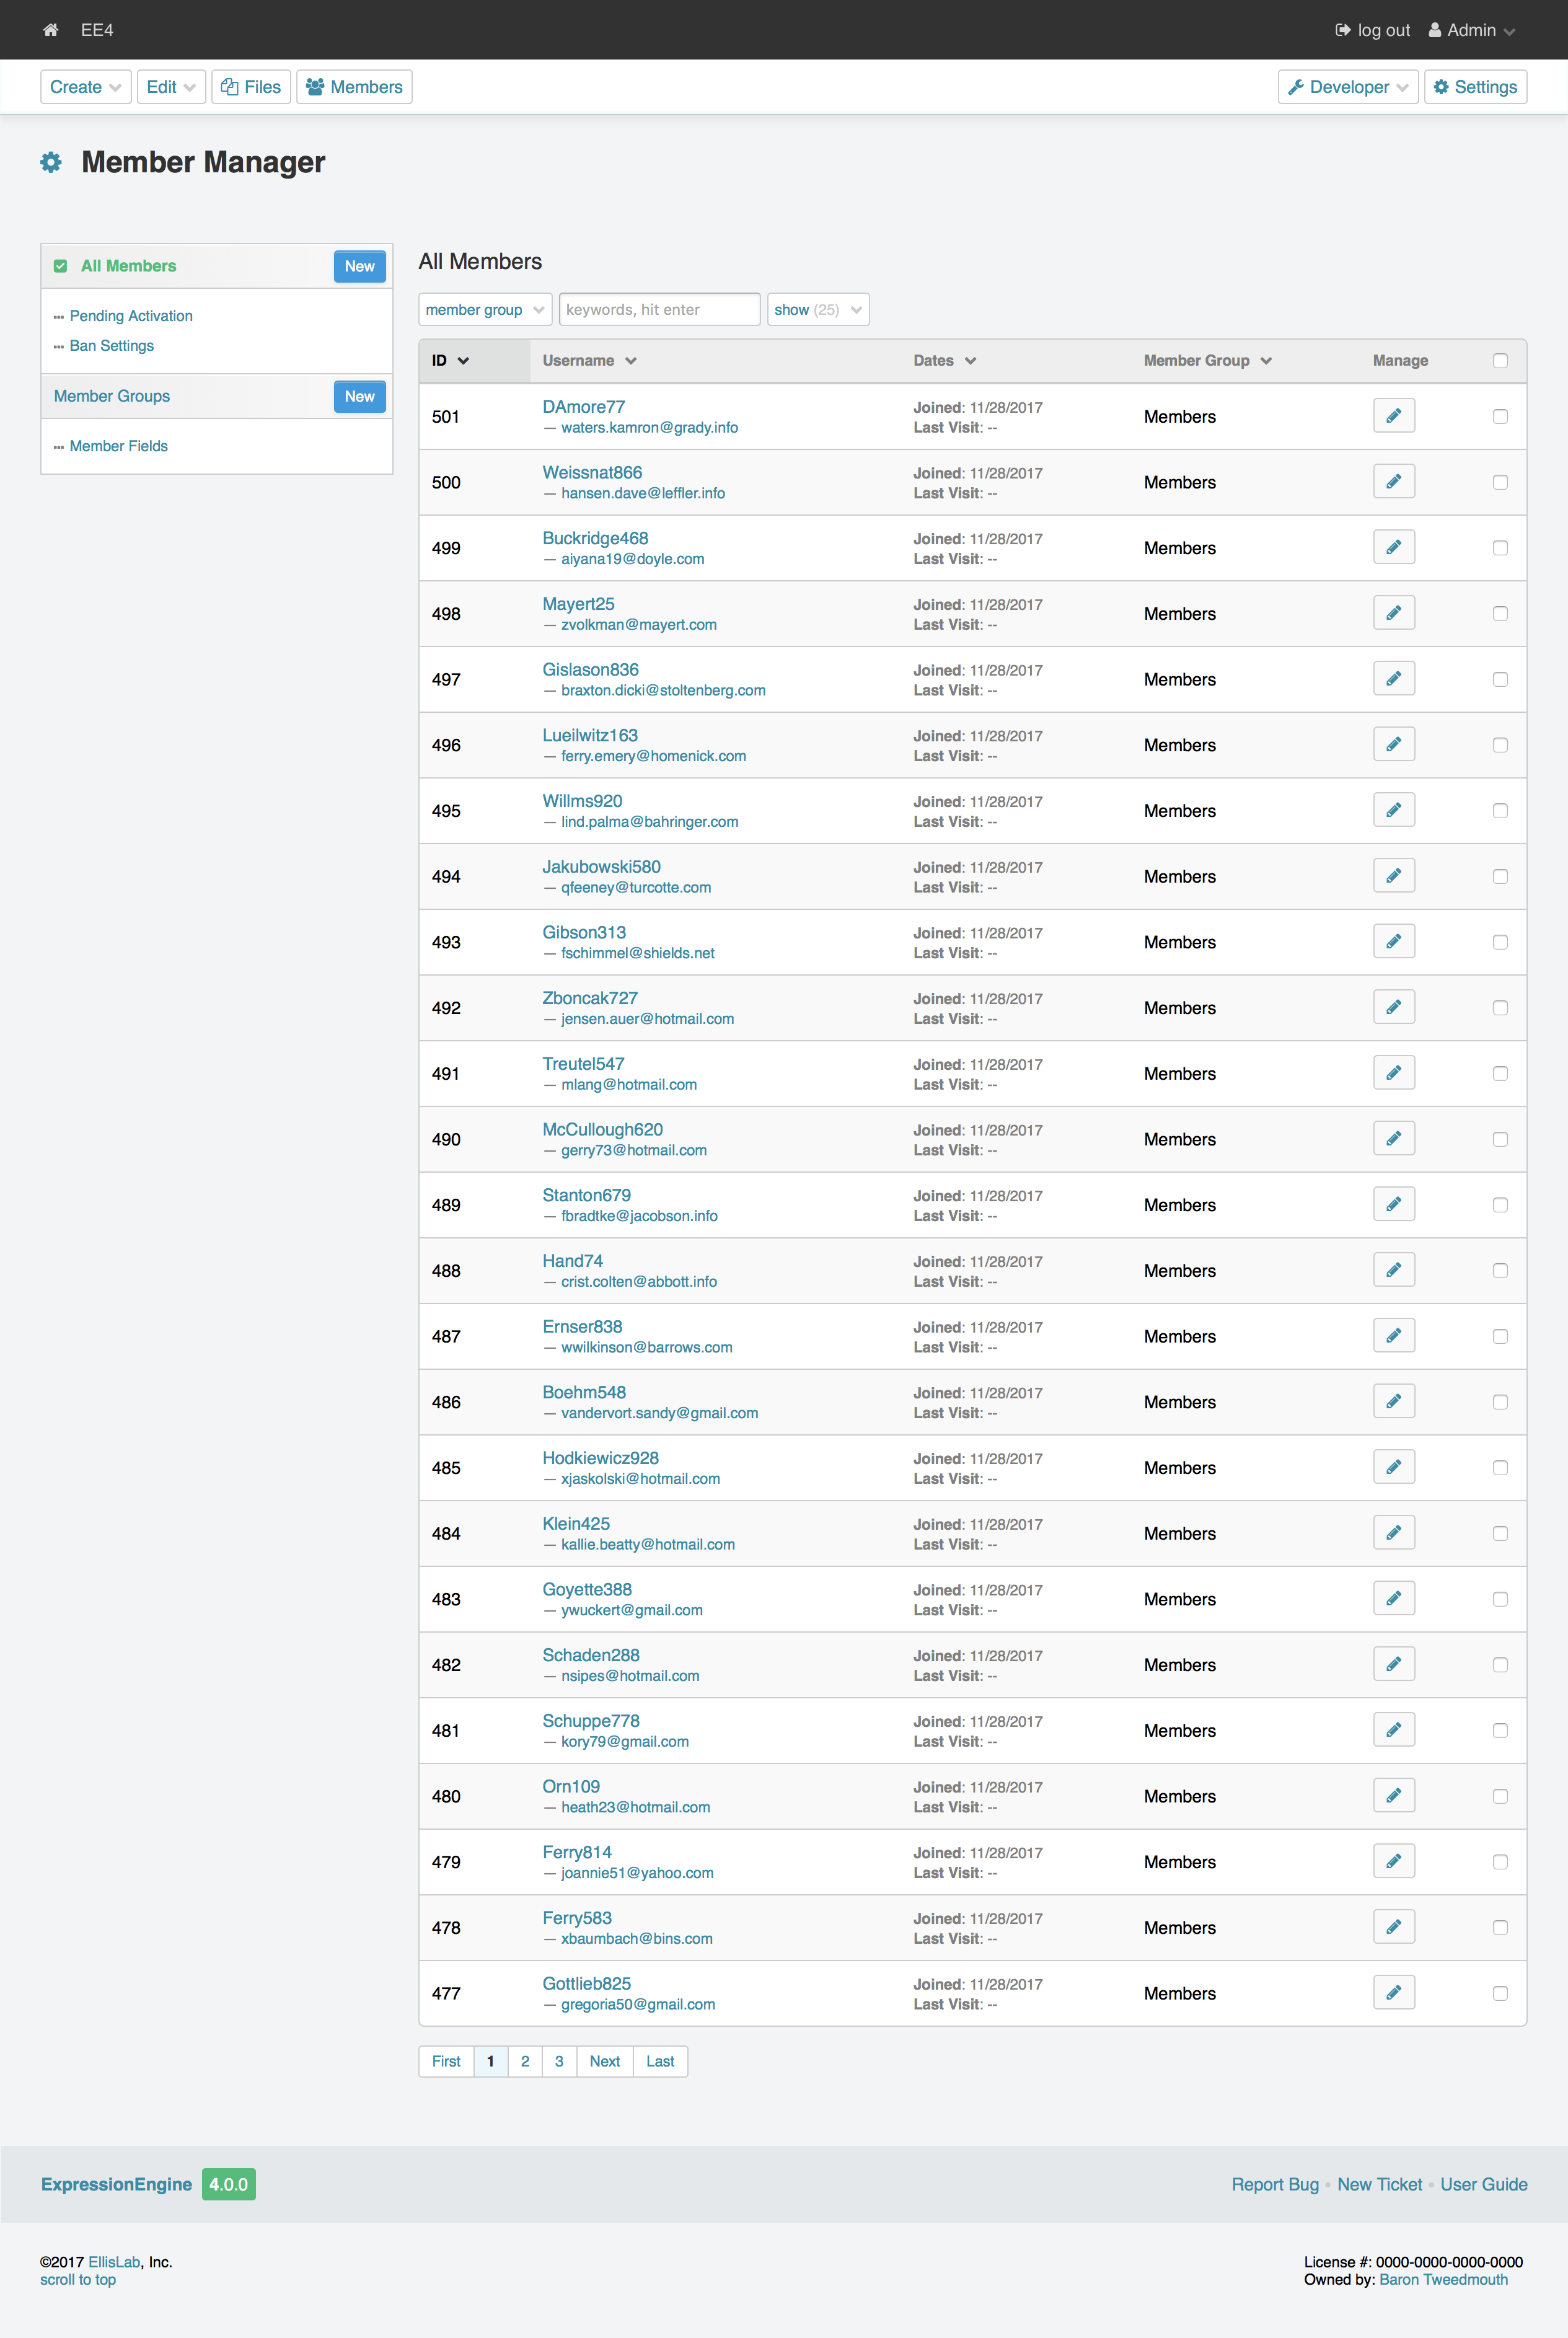 EE4
log out Admin
Create Edit Files Members
Developer Settings
Member Manager
All Members New
Pending Activation
Ban Settings
Member Groups New
Member Fields
All Members
member group keywords, hit enter show (25)
ID Username Dates Member Group Manage
501 DAmore77 — waters.kamron@grady.info Joined: 11/28/2017 Last Visit: -- Members
500 Weissnat866 — hansen.dave@leffler.info Joined: 11/28/2017 Last Visit: -- Members
499 Buckridge468 — aiyana19@doyle.com Joined: 11/28/2017 Last Visit: -- Members
498 Mayert25 — zvolkman@mayert.com Joined: 11/28/2017 Last Visit: -- Members
497 Gislason836 — braxton.dicki@stoltenberg.com Joined: 11/28/2017 Last Visit: -- Members
496 Lueilwitz163 — ferry.emery@homenick.com Joined: 11/28/2017 Last Visit: -- Members
495 Willms920 — lind.palma@bahringer.com Joined: 11/28/2017 Last Visit: -- Members
494 Jakubowski580 — qfeeney@turcotte.com Joined: 11/28/2017 Last Visit: -- Members
493 Gibson313 — fschimmel@shields.net Joined: 11/28/2017 Last Visit: -- Members
492 Zboncak727 — jensen.auer@hotmail.com Joined: 11/28/2017 Last Visit: -- Members
491 Treutel547 — mlang@hotmail.com Joined: 11/28/2017 Last Visit: -- Members
490 McCullough620 — gerry73@hotmail.com Joined: 11/28/2017 Last Visit: -- Members
489 Stanton679 — fbradtke@jacobson.info Joined: 11/28/2017 Last Visit: -- Members
488 Hand74 — crist.colten@abbott.info Joined: 11/28/2017 Last Visit: -- Members
487 Ernser838 — wwilkinson@barrows.com Joined: 11/28/2017 Last Visit: -- Members
486 Boehm548 — vandervort.sandy@gmail.com Joined: 11/28/2017 Last Visit: -- Members
485 Hodkiewicz928 — xjaskolski@hotmail.com Joined: 11/28/2017 Last Visit: -- Members
484 Klein425 — kallie.beatty@hotmail.com Joined: 11/28/2017 Last Visit: -- Members
483 Goyette388 — ywuckert@gmail.com Joined: 11/28/2017 Last Visit: -- Members
482 Schaden288 — nsipes@hotmail.com Joined: 11/28/2017 Last Visit: -- Members
481 Schuppe778 — kory79@gmail.com Joined: 11/28/2017 Last Visit: -- Members
480 Orn109 — heath23@hotmail.com Joined: 11/28/2017 Last Visit: -- Members
479 Ferry814 — joannie51@yahoo.com Joined: 11/28/2017 Last Visit: -- Members
478 Ferry583 — xbaumbach@bins.com Joined: 11/28/2017 Last Visit: -- Members
477 Gottlieb825 — gregoria50@gmail.com Joined: 11/28/2017 Last Visit: -- Members
First 1 2 3 Next Last
ExpressionEngine 4.0.0
Report Bug • New Ticket • User Guide
©2017 EllisLab, Inc.
scroll to top
License #: 0000-0000-0000-0000
Owned by: Baron Tweedmouth